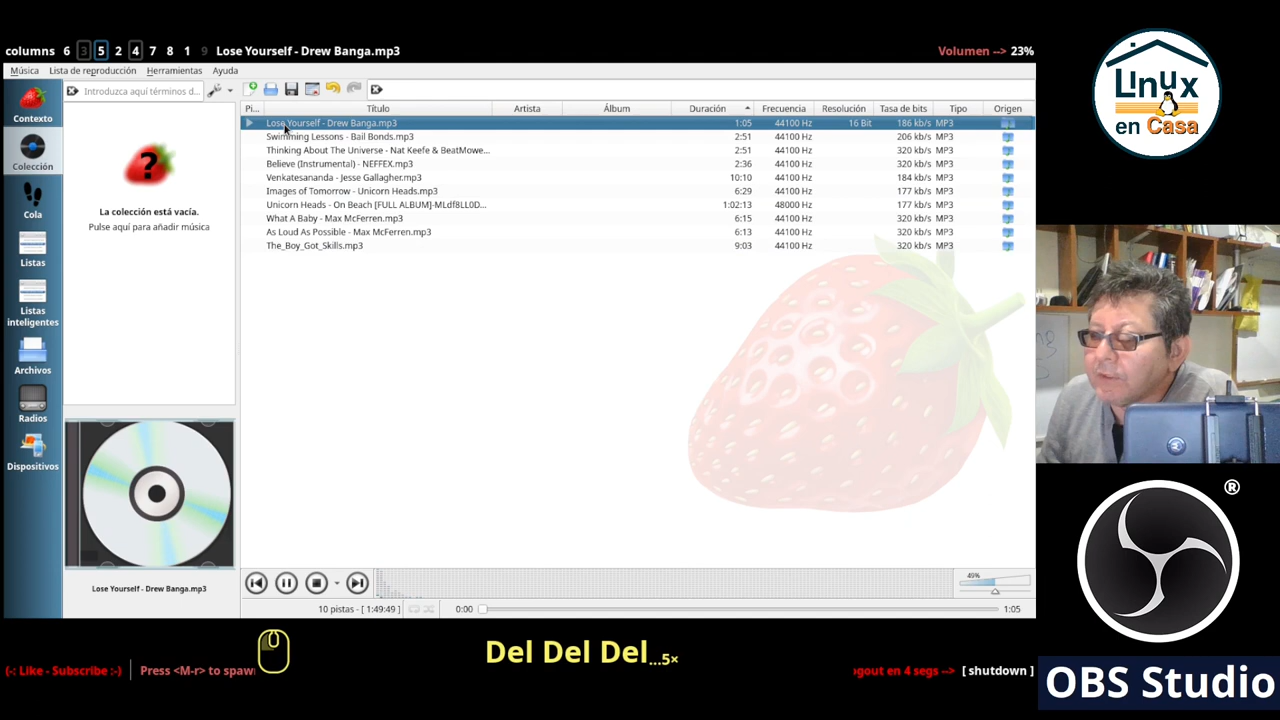 columns 6 3 5 2 4 7 8 1 9 Lose Yourself - Drew Banga.mp3 Volumen --> 23%
Música Lista de reproducción Herramientas Ayuda
Introduzca aquí términos d...
Contexto
Colección
Cola
Listas
Listas
inteligentes
Archivos
Radios
Dispositivos
?
La colección está vacía.
Pulse aquí para añadir música
Lose Yourself - Drew Banga.mp3
Pi... Título Artista Álbum Duración Frecuencia Resolución Tasa de bits Tipo Origen
Lose Yourself - Drew Banga.mp3 1:05 44100 Hz 16 Bit 186 kb/s MP3
Swimming Lessons - Bail Bonds.mp3 2:51 44100 Hz 206 kb/s MP3
Thinking About The Universe - Nat Keefe & BeatMowe... 2:51 44100 Hz 320 kb/s MP3
Believe (Instrumental) - NEFFEX.mp3 2:36 44100 Hz 320 kb/s MP3
Venkatesananda - Jesse Gallagher.mp3 10:10 44100 Hz 184 kb/s MP3
Images of Tomorrow - Unicorn Heads.mp3 6:29 44100 Hz 177 kb/s MP3
Unicorn Heads - On Beach [FULL ALBUM]-MLdf8LL0D... 1:02:13 48000 Hz 177 kb/s MP3
What A Baby - Max McFerren.mp3 6:15 44100 Hz 320 kb/s MP3
As Loud As Possible - Max McFerren.mp3 6:13 44100 Hz 320 kb/s MP3
The_Boy_Got_Skills.mp3 9:03 44100 Hz 320 kb/s MP3
49%
10 pistas - [ 1:49:49 ] 0:00 1:05
Del Del Del...5×
(-: Like - Subscribe :-) Press <M-r> to spaw
ogout en 4 segs --> [ shutdown ]
Linux
en Casa
®
OBS Studio